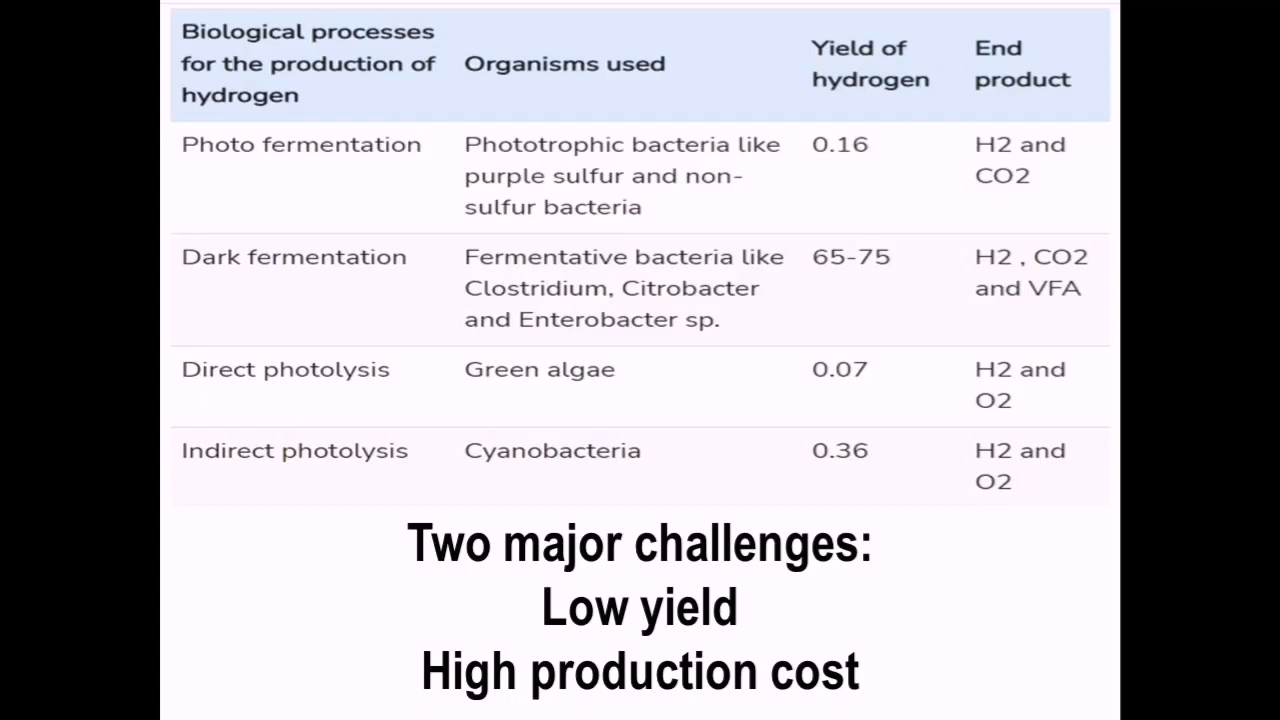 Biological processes
for the production of
hydrogen
Organisms used
Yield of
hydrogen
End
product
Photo fermentation
Phototrophic bacteria like
purple sulfur and non-
sulfur bacteria
0.16
H2 and
CO2
Dark fermentation
Fermentative bacteria like
Clostridium, Citrobacter
and Enterobacter sp.
65-75
H2 , CO2
and VFA
Direct photolysis
Green algae
0.07
H2 and
O2
Indirect photolysis
Cyanobacteria
0.36
H2 and
O2
Two major challenges:
Low yield
High production cost